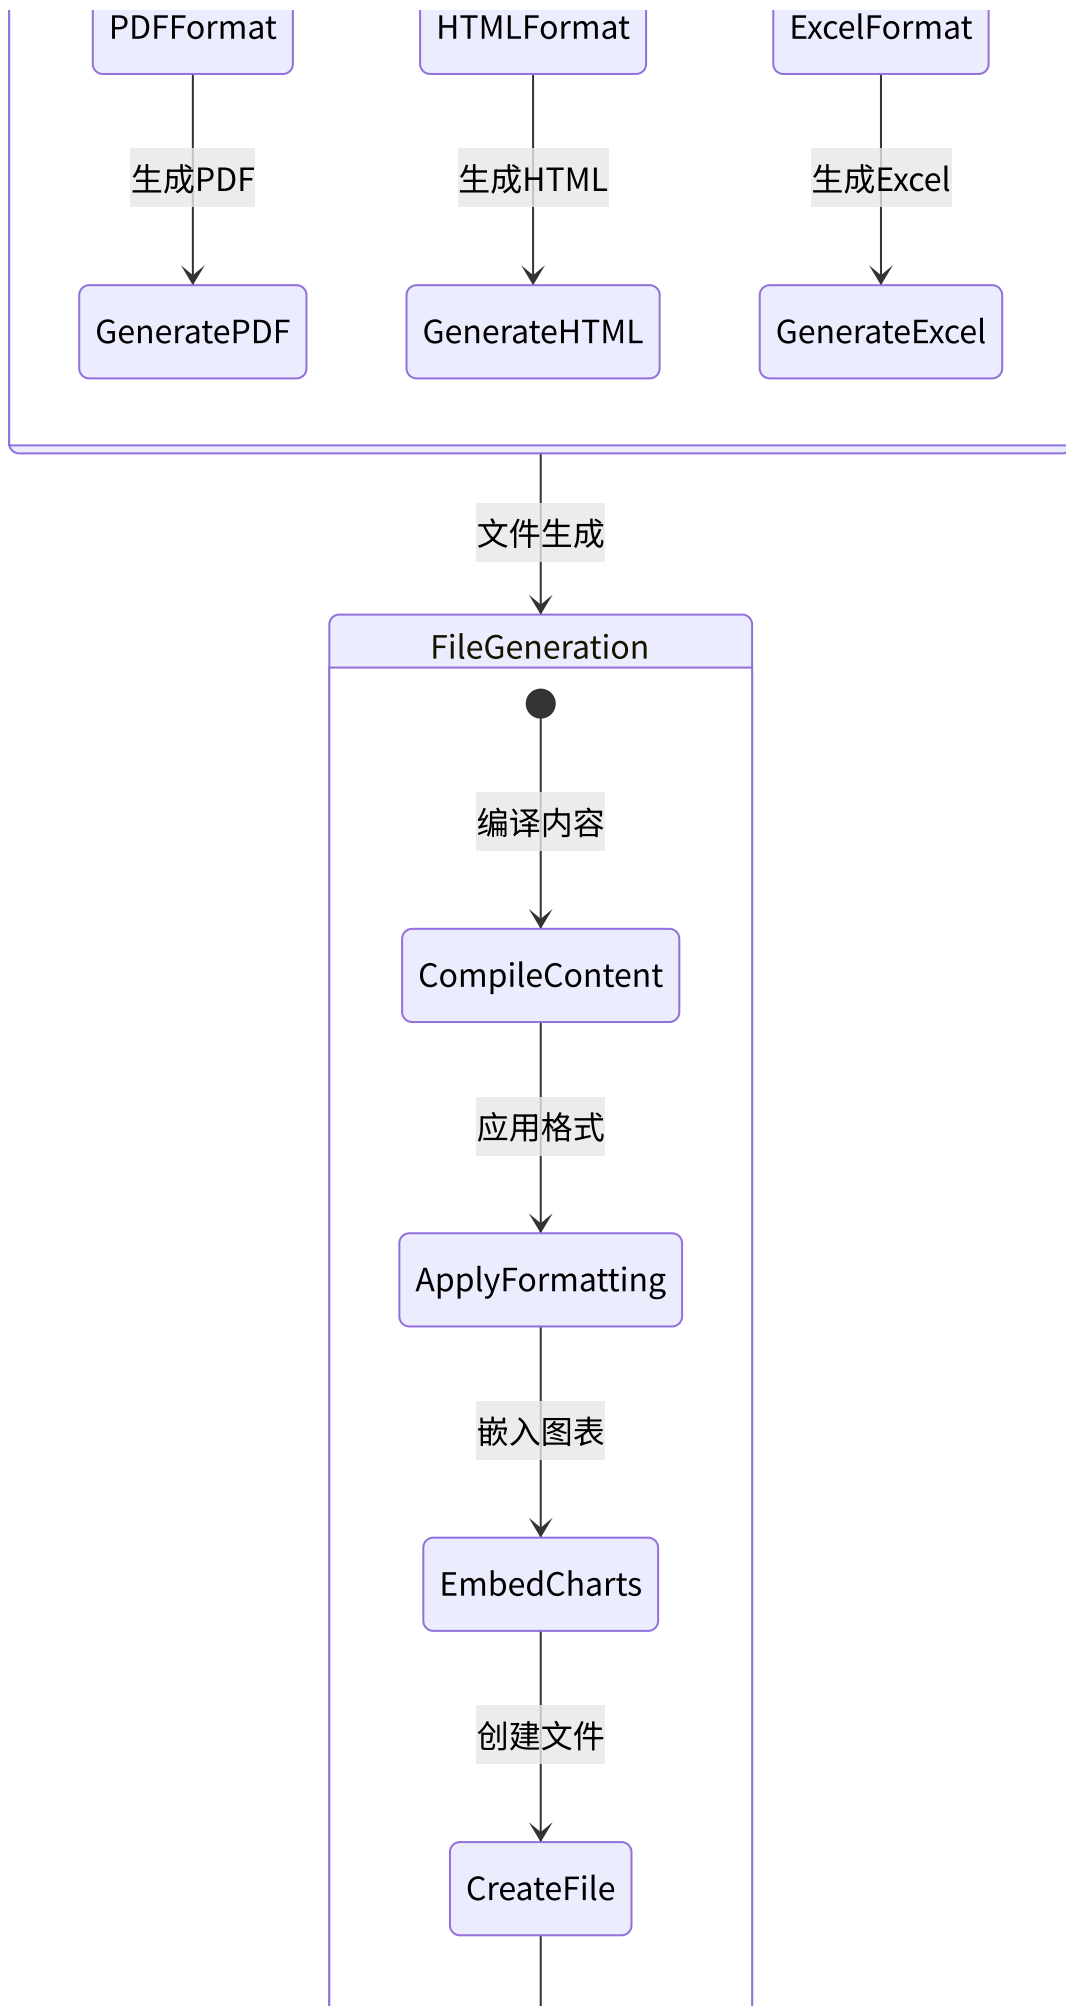 PDFFormat
HTMLFormat
ExcelFormat
生成PDF
生成HTML
生成Excel
GeneratePDF
GenerateHTML
GenerateExcel
文件生成
FileGeneration
编译内容
CompileContent
应用格式
ApplyFormatting
嵌入图表
EmbedCharts
创建文件
CreateFile